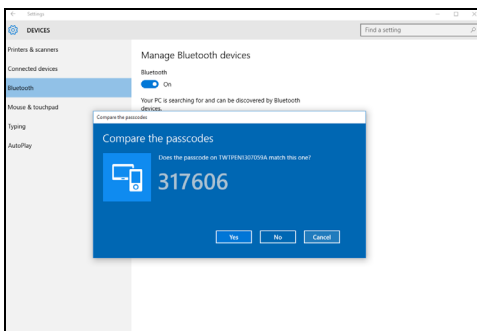 Settings
DEVICES
Find a setting
Printers & scanners
Connected devices
Bluetooth
Mouse & touchpad
Typing
AutoPlay
Manage Bluetooth devices
Bluetooth
On
Your PC is searching for and can be discovered by Bluetooth
devices.
Compare the passcodes
Compare the passcodes
Does the passcode on TWTPENI307D59A match this one?
317606
Yes
No
Cancel